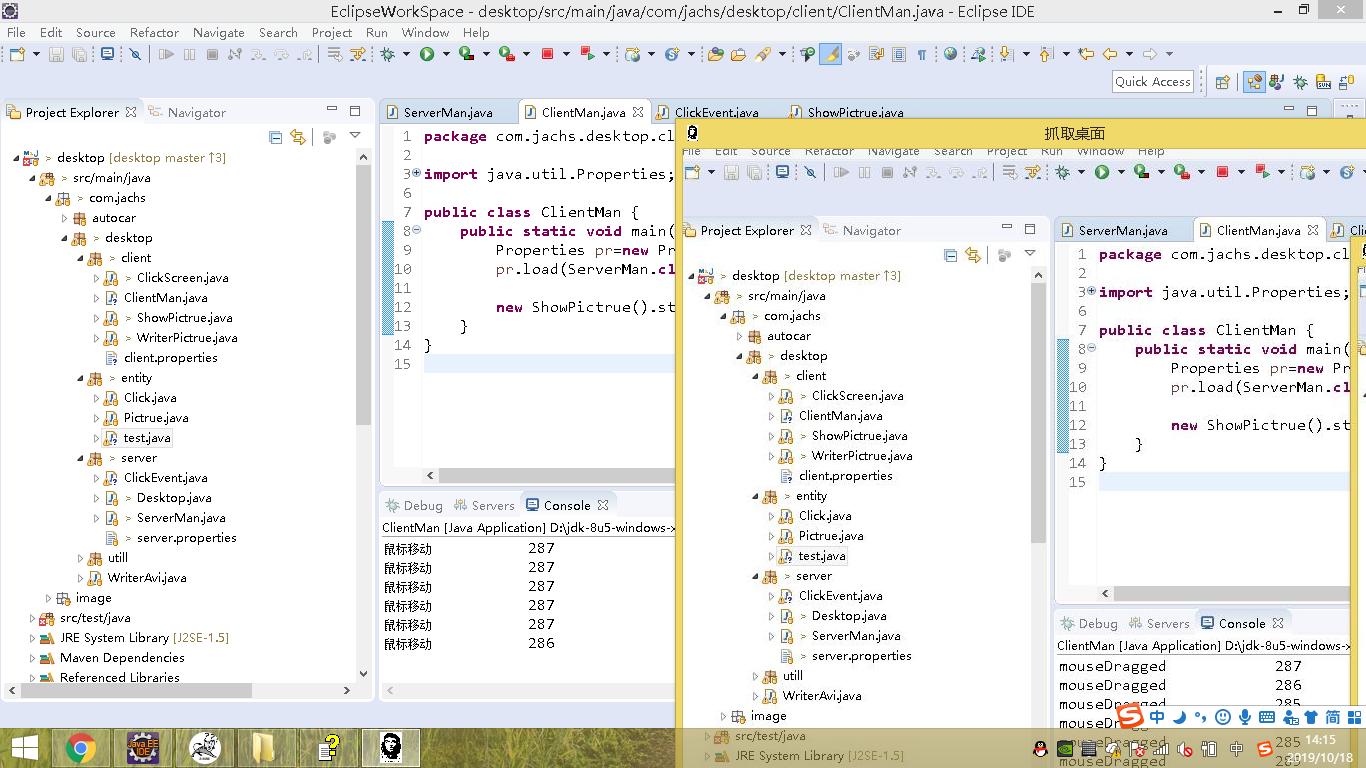 EclipseWorkSpace - desktop/src/main/java/com/jachs/desktop/client/ClientMan.java - Eclipse IDE
File Edit Source Refactor Navigate Search Project Run Window Help
Quick Access
Project Explorer Navigator
> desktop [desktop master ↑3]
> src/main/java
> com.jachs
autocar
> desktop
> client
> ClickScreen.java
ClientMan.java
> ShowPictrue.java
> WriterPictrue.java
client.properties
> entity
Click.java
Pictrue.java
test.java
> server
ClickEvent.java
> Desktop.java
> ServerMan.java
> server.properties
utill
WriterAvi.java
image
src/test/java
JRE System Library [J2SE-1.5]
Maven Dependencies
Referenced Libraries
ServerMan.java ClientMan.java ClickEvent.java ShowPictrue.java
1 package com.jachs.desktop.cl
2
3 import java.util.Properties;
6
7 public class ClientMan {
8 public static void main(
9 Properties pr=new Pr
10 pr.load(ServerMan.cl
11
12 new ShowPictrue().st
13 }
14 }
15
Debug Servers Console
ClientMan [Java Application] D:\jdk-8u5-windows-x
鼠标移动 287
鼠标移动 287
鼠标移动 287
鼠标移动 287
鼠标移动 287
鼠标移动 286
抓取桌面
File Edit Source Refactor Navigate Search Project Run Window Help
Project Explorer Navigator
> desktop [desktop master ↑3]
> src/main/java
> com.jachs
autocar
> desktop
> client
> ClickScreen.java
ClientMan.java
> ShowPictrue.java
> WriterPictrue.java
client.properties
> entity
Click.java
Pictrue.java
test.java
> server
ClickEvent.java
> Desktop.java
> ServerMan.java
> server.properties
utill
WriterAvi.java
image
src/test/java
JRE System Library [J2SE-1.5]
ServerMan.java ClientMan.java Cli
1 package com.jachs.desktop.cl
2
3 import java.util.Properties;
6
7 public class ClientMan {
8 public static void main(
9 Properties pr=new Pr
10 pr.load(ServerMan.cl
11
12 new ShowPictrue().st
13 }
14 }
15
Debug Servers Console
ClientMan [Java Application] D:\jdk-8u5-windows-x
mouseDragged 287
mouseDragged 286
mouseDragged 285
中 简
285
中
14:15
2019/10/18